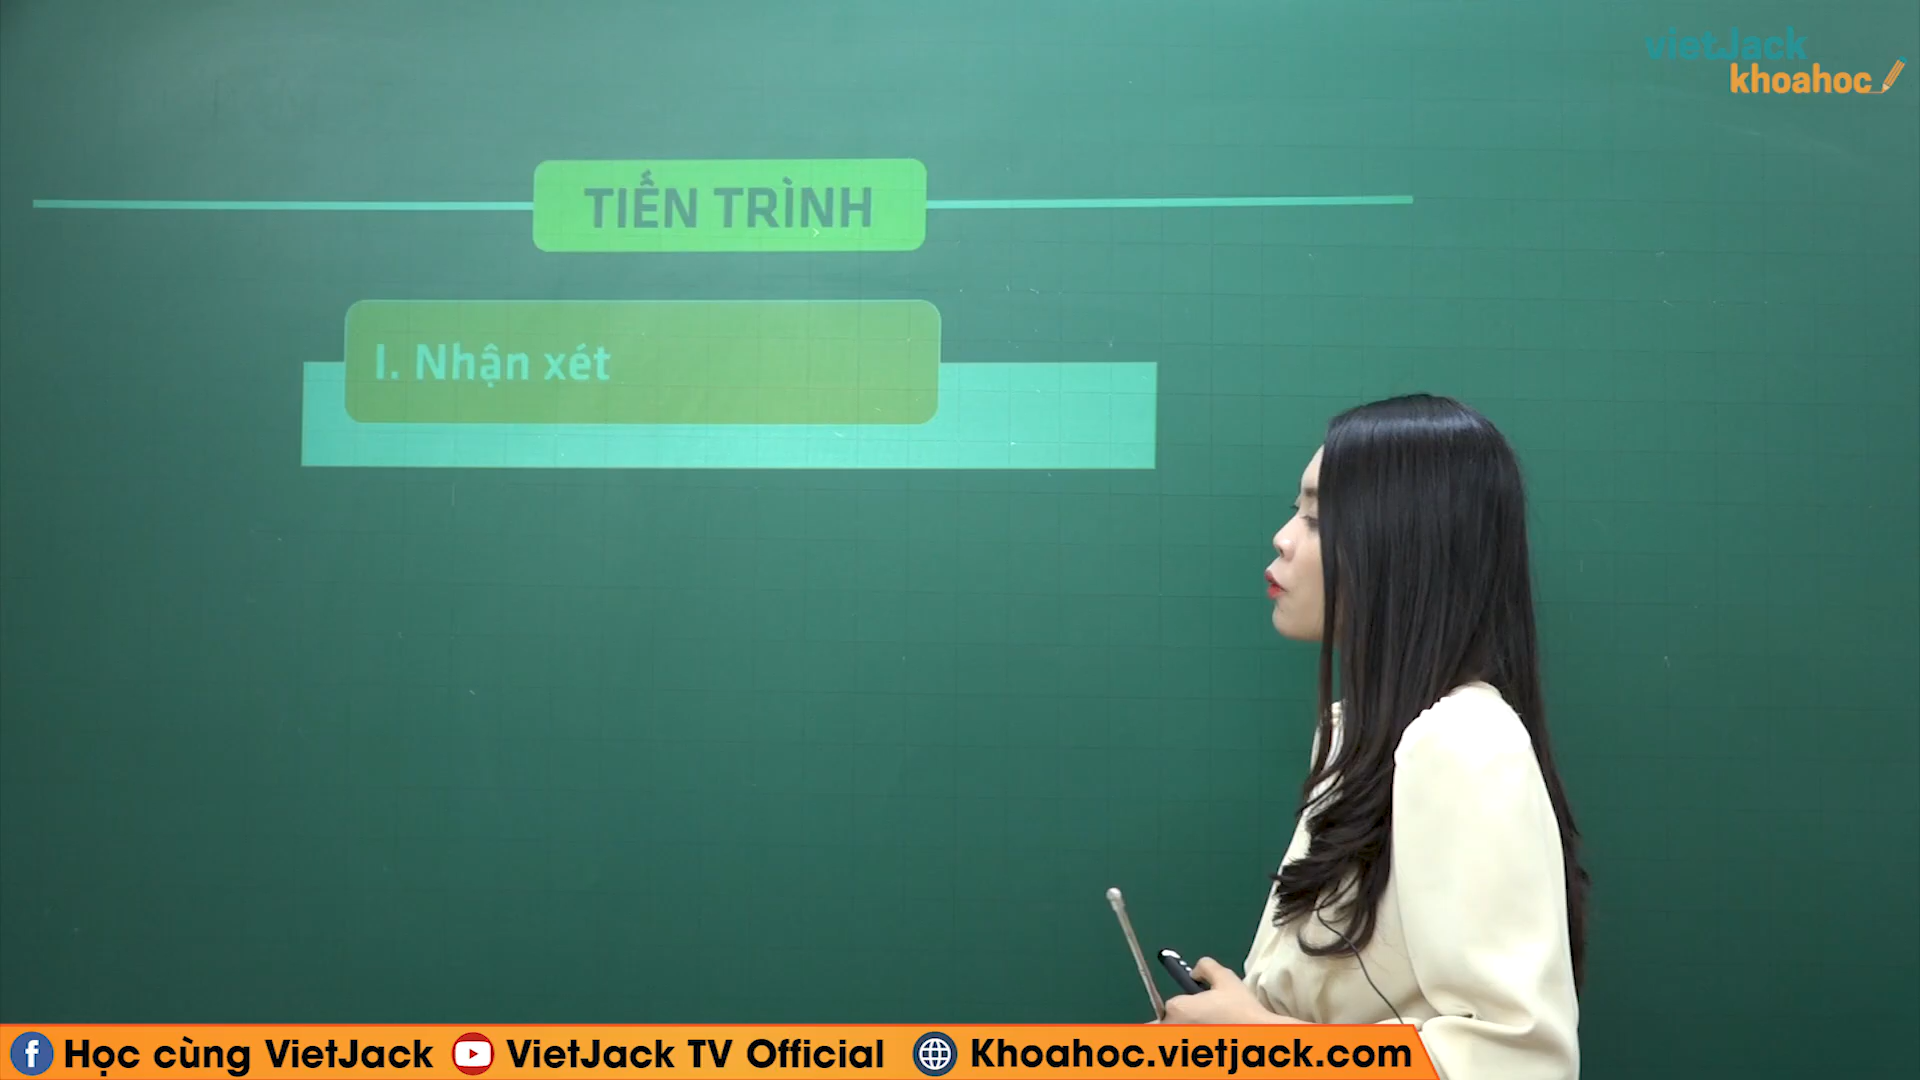 vietJack
khoahoc
TIẾN TRÌNH
I. Nhận xét
Học cùng VietJack
VietJack TV Official
Khoahoc.vietjack.com